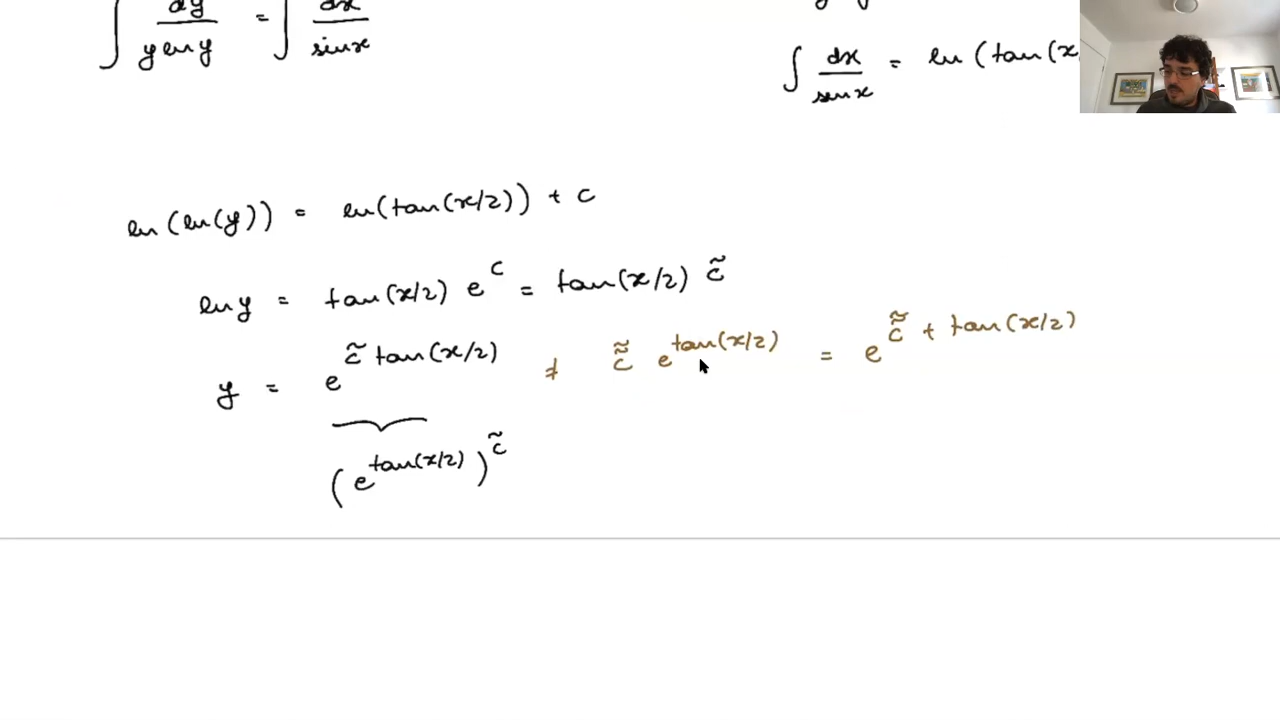 ∫ dy / (y ln y) = ∫ dx / sin x
∫ dx / sen x = ln (tan(x
ln (ln(y)) = ln(tan(x/2)) + c
ln y = tan(x/2) e^c = tan(x/2) c̃
y = e^(c̃ tan(x/2)) ≠ c̃̃ e^(tan(x/2)) = e^(c̃̃ + tan(x/2))
(e^(tan(x/2)))^c̃